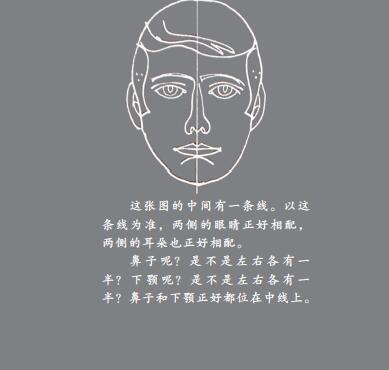 这张图的中间有一条线。以这
条线为准，两侧的眼睛正好相配，
两侧的耳朵也正好相配。
鼻子呢？是不是左右各有一
半？下颚呢？是不是左右各有一
半？鼻子和下颚正好都位在中线上。